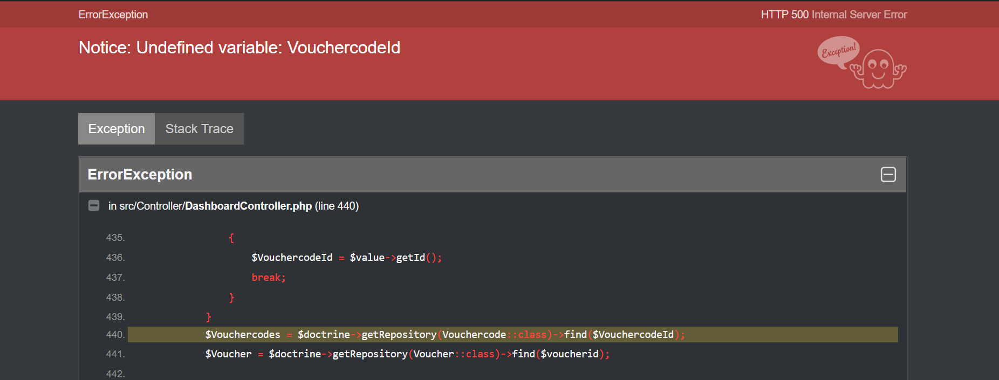 ErrorException
HTTP 500 Internal Server Error
Notice: Undefined variable: VouchercodeId
Exception!
Exception
Stack Trace
ErrorException
in src/Controller/DashboardController.php (line 440)
435. {
436. $VouchercodeId = $value->getId();
437. break;
438. }
439. }
440. $Vouchercodes = $doctrine->getRepository(Vouchercode::class)->find($VouchercodeId);
441. $Voucher = $doctrine->getRepository(Voucher::class)->find($voucherid);
442.